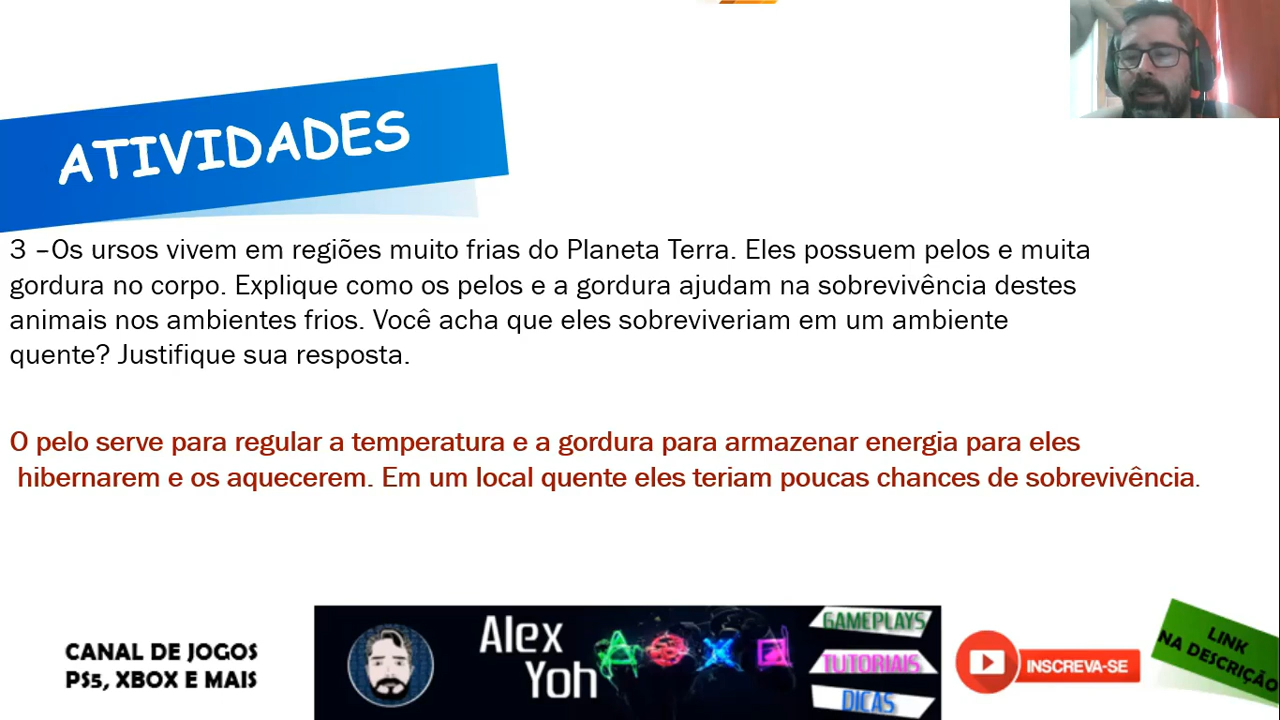 ATIVIDADES
3 –Os ursos vivem em regiões muito frias do Planeta Terra. Eles possuem pelos e muita
gordura no corpo. Explique como os pelos e a gordura ajudam na sobrevivência destes
animais nos ambientes frios. Você acha que eles sobreviveriam em um ambiente
quente? Justifique sua resposta.
O pelo serve para regular a temperatura e a gordura para armazenar energia para eles
hibernarem e os aquecerem. Em um local quente eles teriam poucas chances de sobrevivência.
CANAL DE JOGOS
PS5, XBOX E MAIS
Alex
Yoh
GAMEPLAYS
TUTORIAIS
DICAS
INSCREVA-SE
LINK
NA DESCRIÇÃO